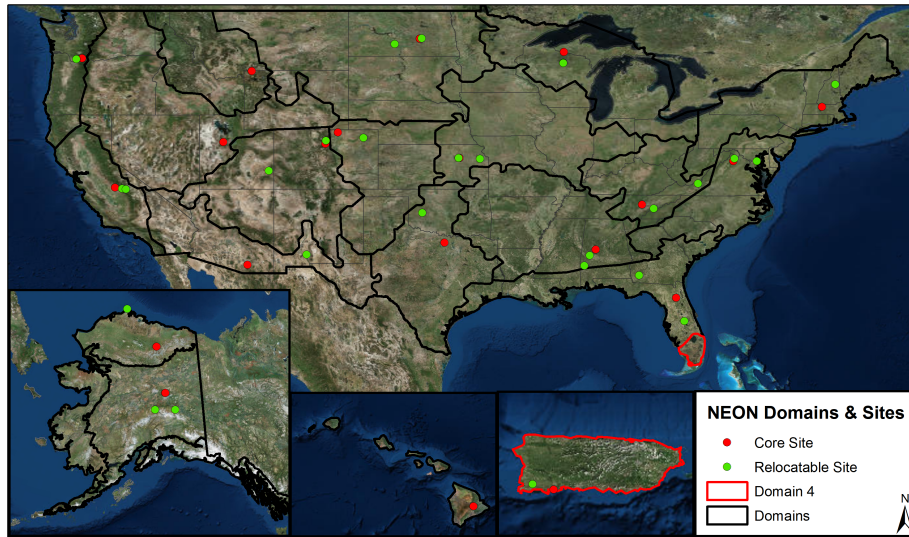 NEON Domains & Sites
Core Site
Relocatable Site
Domain 4
Domains
N